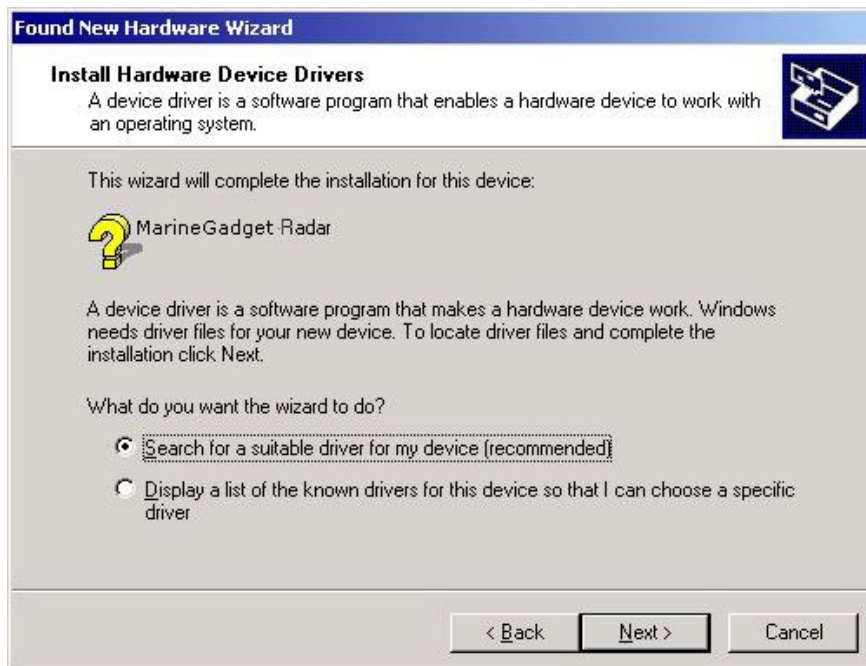 Found New Hardware Wizard
Install Hardware Device Drivers
A device driver is a software program that enables a hardware device to work with
an operating system.
This wizard will complete the installation for this device:
MarineGadget Radar
A device driver is a software program that makes a hardware device work. Windows
needs driver files for your new device. To locate driver files and complete the
installation click Next.
What do you want the wizard to do?
Search for a suitable driver for my device (recommended)
Display a list of the known drivers for this device so that I can choose a specific
driver
< Back Next > Cancel